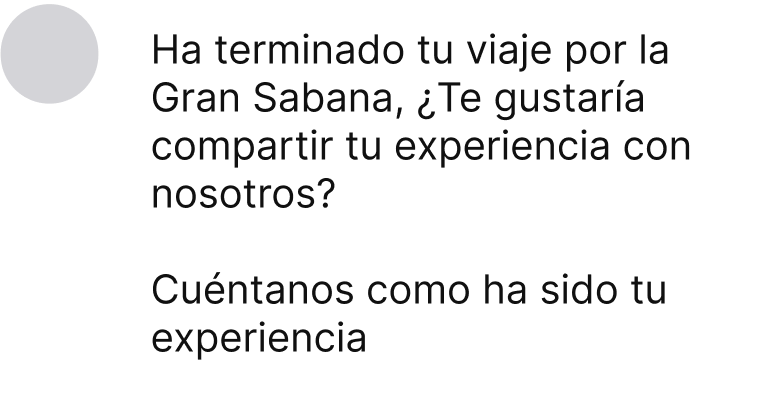 Ha terminado tu viaje por la
Gran Sabana, ¿Te gustaría
compartir tu experiencia con
nosotros?
Cuéntanos como ha sido tu
experiencia